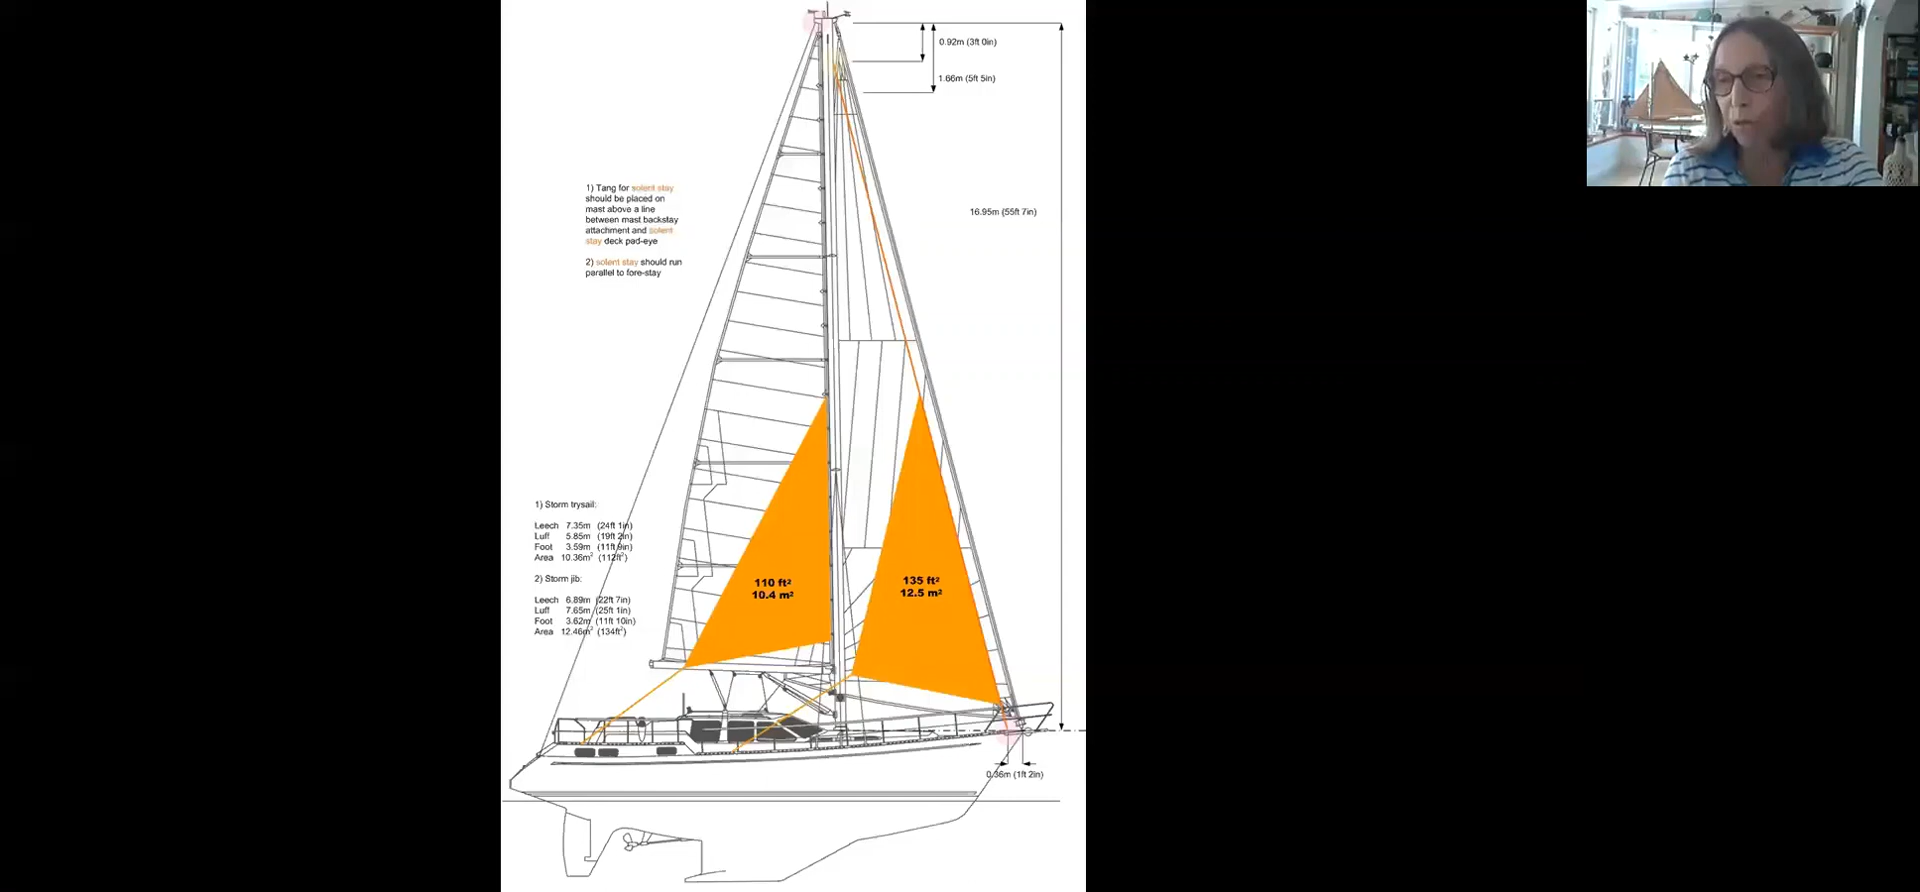 0.92m (3ft 0in)
1.66m (5ft 5in)
1) Tang for solent stay
should be placed on
mast above a line
between mast backstay
attachment and solent
stay deck pad-eye
2) solent stay should run
parallel to fore-stay
16.95m (55ft 7in)
1) Storm trysail:
Leech 7.35m (24ft 1in)
Luff 5.85m (19ft 2in)
Foot 3.59m (11ft 9in)
Area 10.36m² (112ft²)
2) Storm jib:
Leech 6.89m (22ft 7in)
Luff 7.65m (25ft 1in)
Foot 3.62m (11ft 10in)
Area 12.46m² (134ft²)
110 ft²
10.4 m²
135 ft²
12.5 m²
0.36m (1ft 2in)